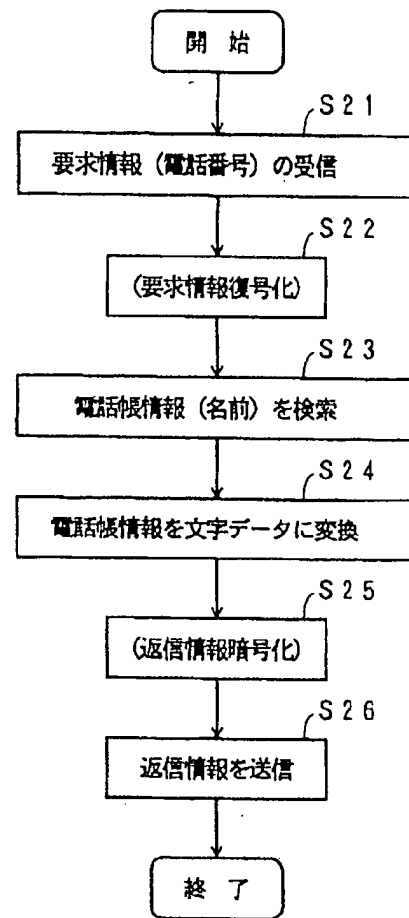 開 始
S21
要求情報（電話番号）の受信
S22
(要求情報復号化)
S23
電話帳情報（名前）を検索
S24
電話帳情報を文字データに変換
S25
(返信情報暗号化)
S26
返信情報を送信
終 了